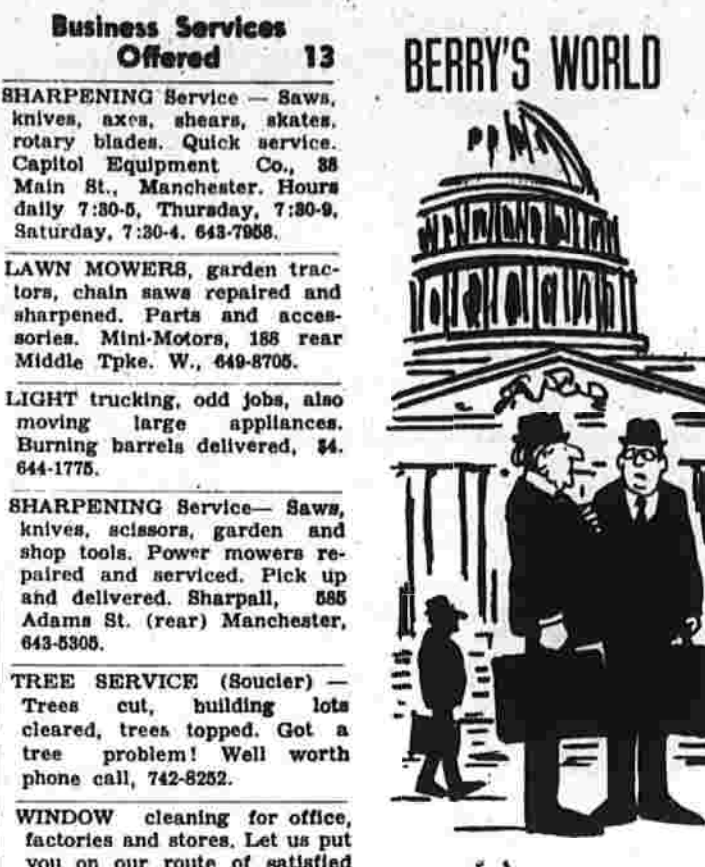 Business Services
Offered 13
SHARPENING Service — Saws,
knives, axes, shears, skates,
rotary blades. Quick service.
Capitol Equipment Co., 38
Main St., Manchester. Hours
daily 7:30-5, Thursday, 7:30-9,
Saturday, 7:30-4. 643-7958.
LAWN MOWERS, garden trac-
tors, chain saws repaired and
sharpened. Parts and acces-
sories. Mini-Motors, 188 rear
Middle Tpke. W., 649-8705.
LIGHT trucking, odd jobs, also
moving large appliances.
Burning barrels delivered, $4.
644-1775.
SHARPENING Service— Saws,
knives, scissors, garden and
shop tools. Power mowers re-
paired and serviced. Pick up
and delivered. Sharpall, 585
Adams St. (rear) Manchester,
643-5305.
TREE SERVICE (Soucier) —
Trees cut, building lots
cleared, trees topped. Got a
tree problem! Well worth
phone call, 742-8252.
WINDOW cleaning for office,
factories and stores. Let us put
you on our route of satisfied
BERRY'S WORLD